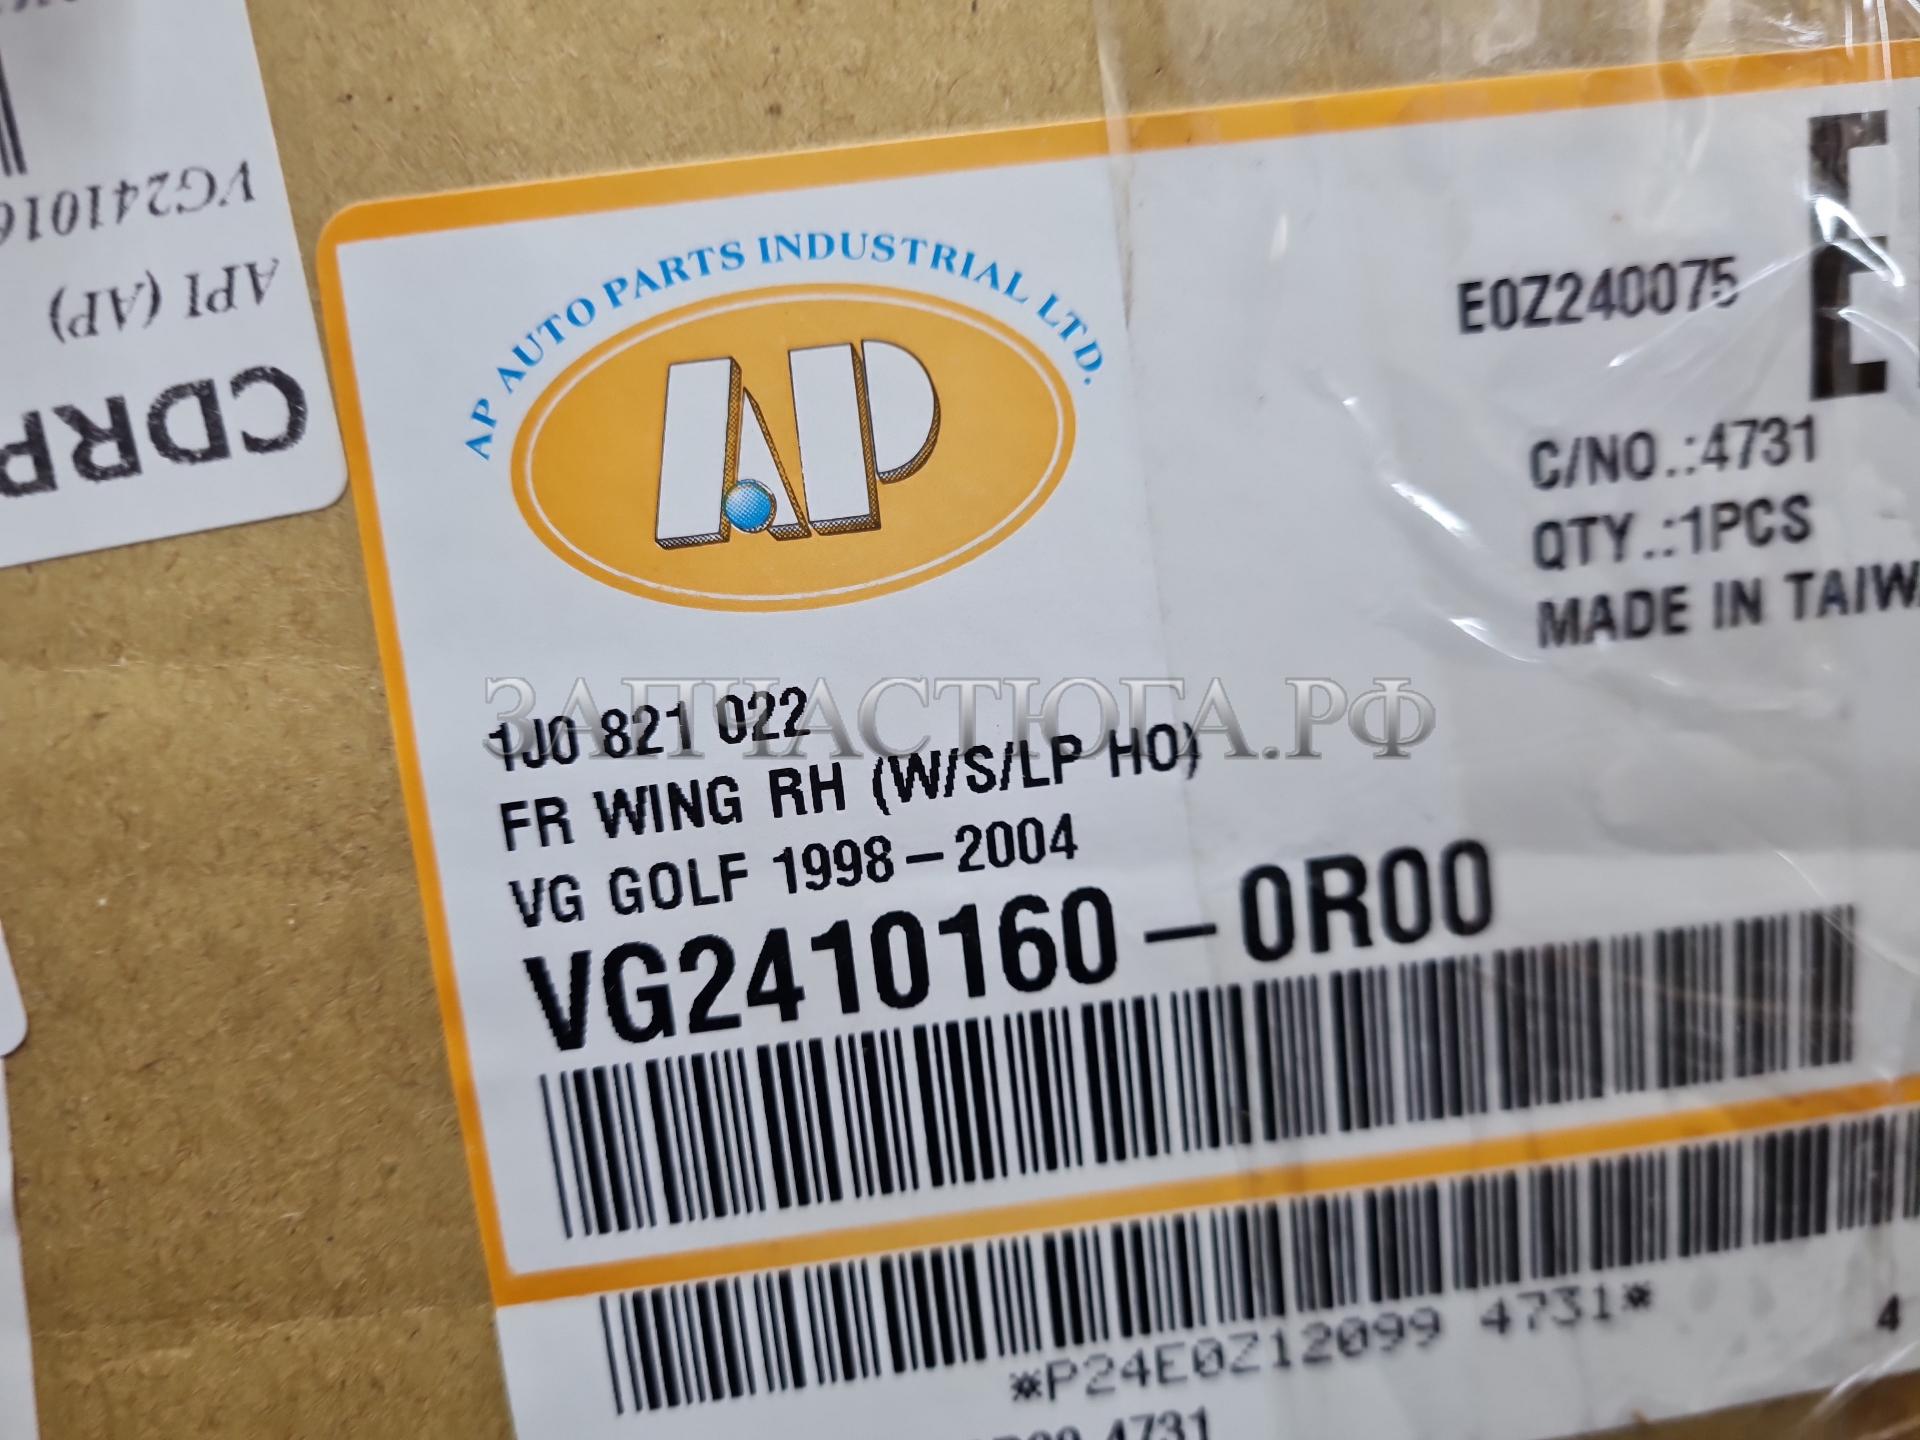 VG241016
API (AP)
CDRP
AP AUTO PARTS INDUSTRIAL LTD.
AP
E0Z240075
C/NO.:4731
QTY.:1PCS
MADE IN TAIW
ЗАПЧАСТЮГА.РФ
1J0 821 022
FR WING RH (W/S/LP HO)
VG GOLF 1998-2004
VG2410160-0R00
*P24E0Z12099 4731*
4
4731